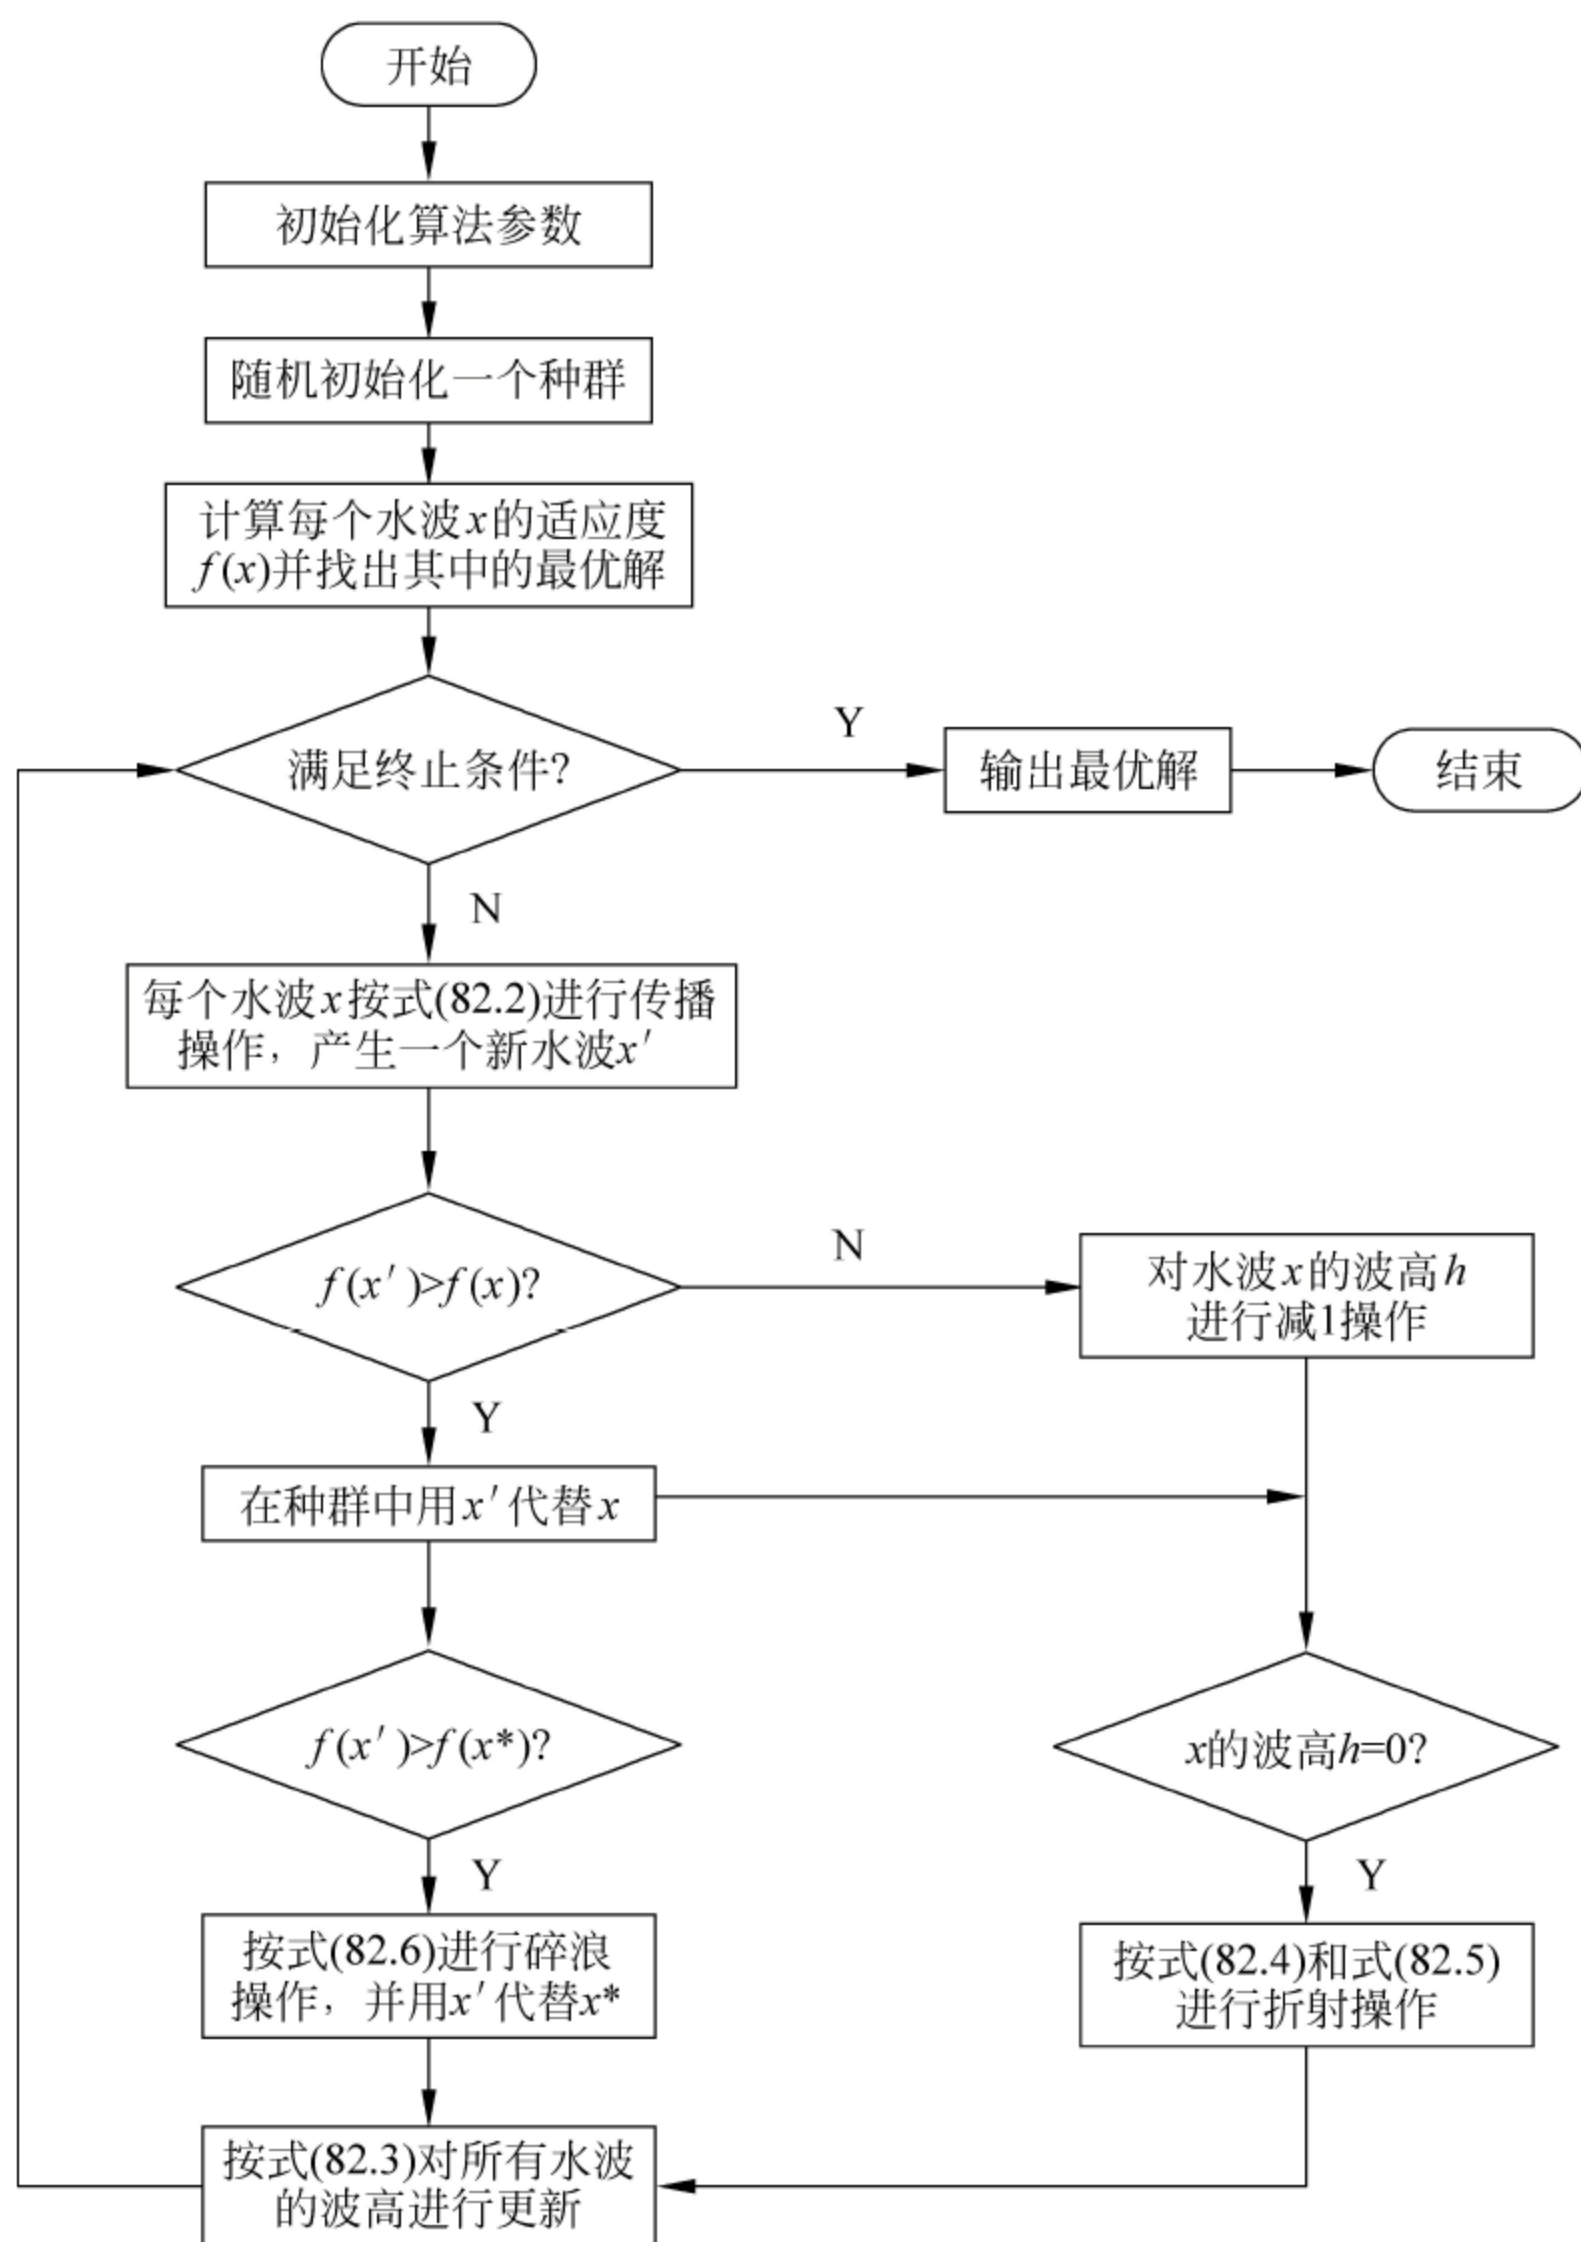 开始
初始化算法参数
随机初始化一个种群
计算每个水波x的适应度
f(x)并找出其中的最优解
满足终止条件?
Y
输出最优解
结束
N
每个水波x按式(82.2)进行传播
操作，产生一个新水波x′
f(x′)>f(x)?
N
对水波x的波高h
进行减1操作
Y
在种群中用x′代替x
f(x′)>f(x*)?
x的波高h=0?
Y
Y
按式(82.6)进行碎浪
操作，并用x′代替x*
按式(82.4)和式(82.5)
进行折射操作
按式(82.3)对所有水波
的波高进行更新